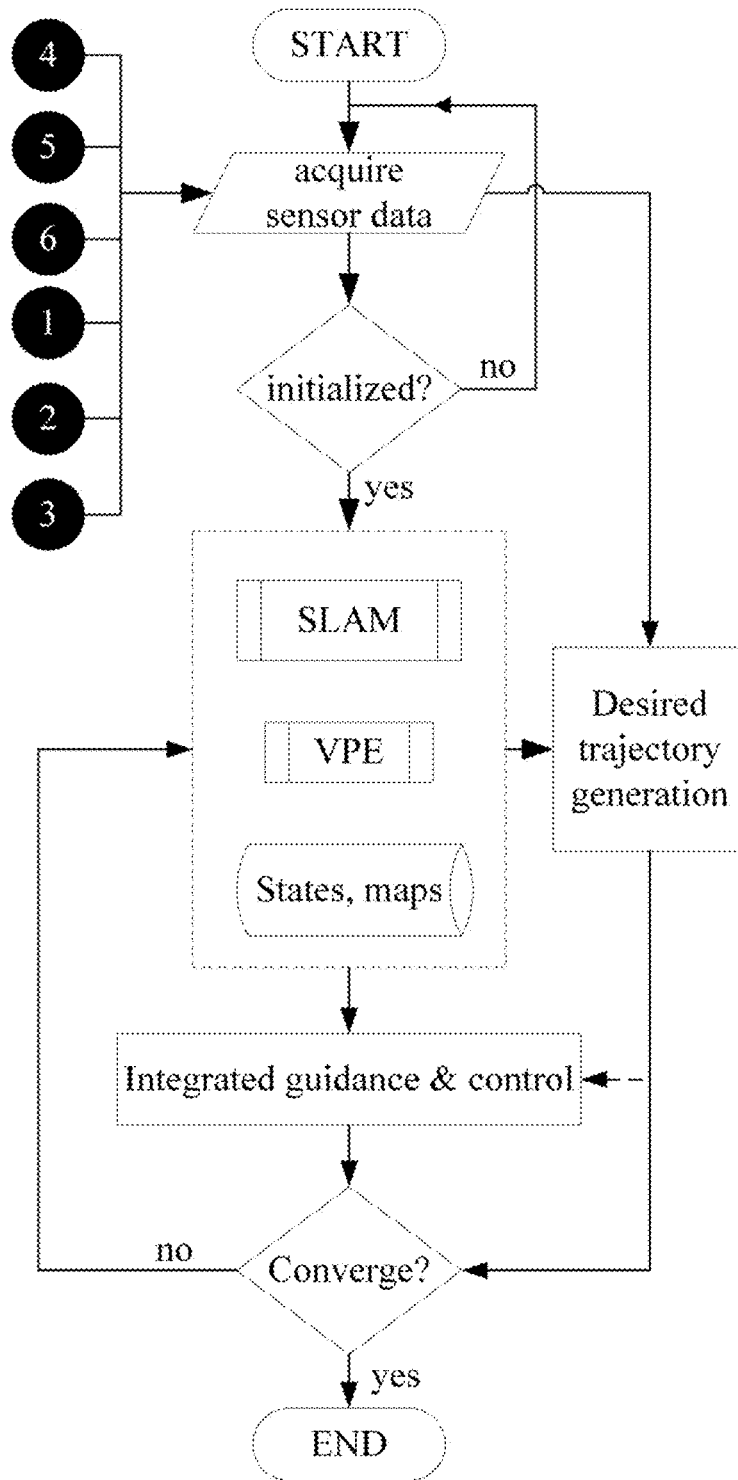 START
4
5
6
1
2
3
acquire
sensor data
initialized?
no
yes
SLAM
VPE
States, maps
Desired
trajectory
generation
Integrated guidance & control
Converge?
no
yes
END